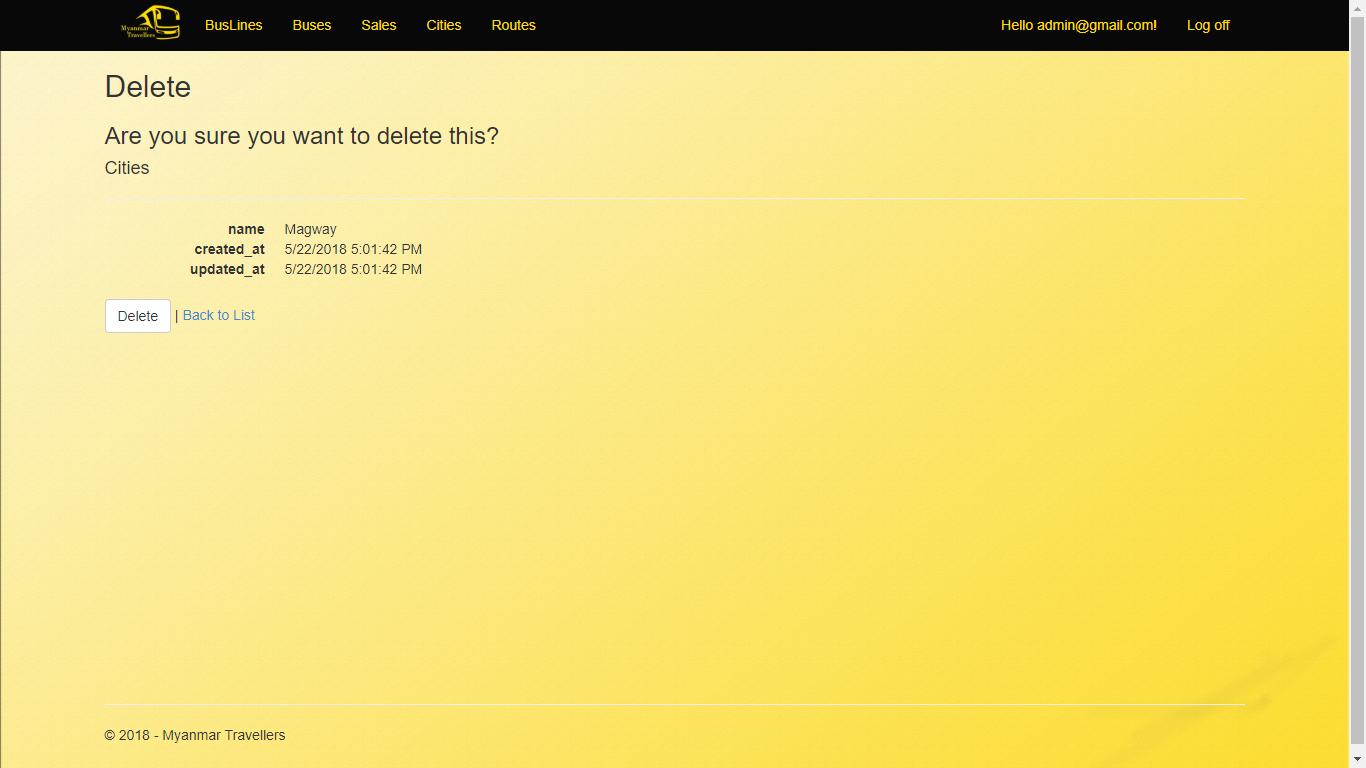 Myanmar
Travellers
BusLines Buses Sales Cities Routes Hello admin@gmail.com! Log off
Delete
Are you sure you want to delete this?
Cities
name Magway
created_at 5/22/2018 5:01:42 PM
updated_at 5/22/2018 5:01:42 PM
Delete | Back to List
© 2018 - Myanmar Travellers